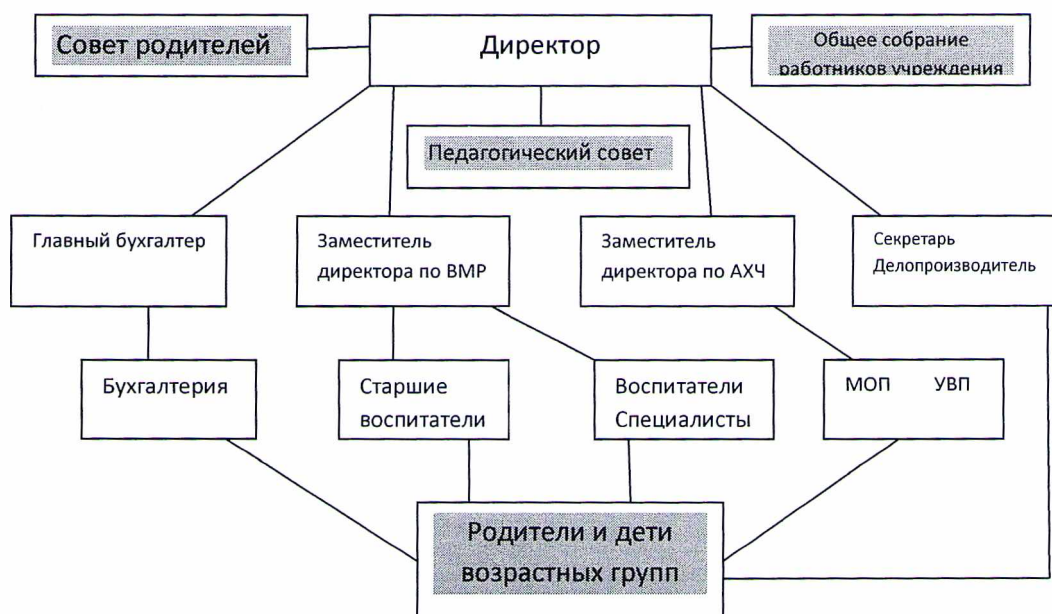 Совет родителей
Директор
Общее собрание
работников учреждения
Педагогический совет
Главный бухгалтер
Заместитель
директора по ВМР
Заместитель
директора по АХЧ
Секретарь
Делопроизводитель
Бухгалтерия
Старшие
воспитатели
Воспитатели
Специалисты
МОП УВП
Родители и дети
возрастных групп